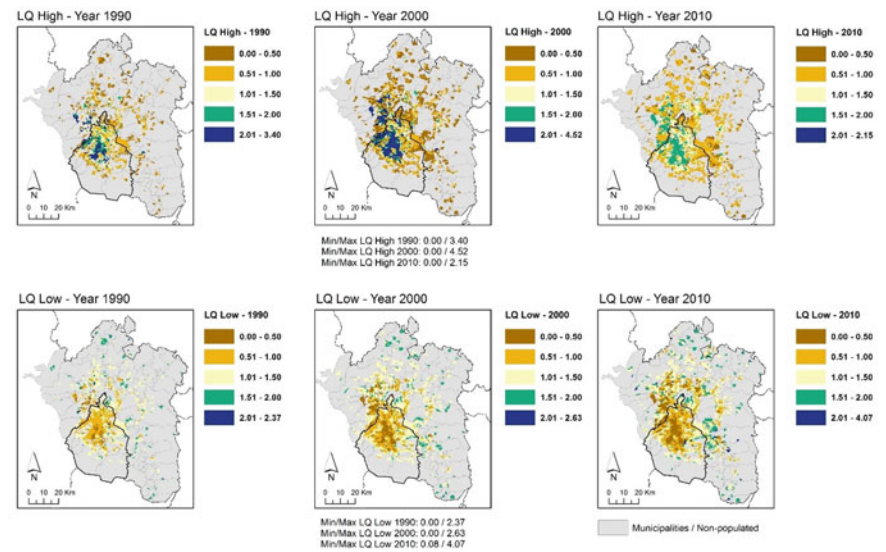 LQ High - Year 1990
LQ High - 1990
0.00 - 0.50
0.51 - 1.00
1.01 - 1.50
1.51 - 2.00
2.01 - 3.40
N
0 10 20 Km
LQ High - Year 2000
LQ High - 2000
0.00 - 0.50
0.51 - 1.00
1.01 - 1.50
1.51 - 2.00
2.01 - 4.52
N
0 10 20 Km
LQ High - Year 2010
LQ High - 2010
0.00 - 0.50
0.51 - 1.00
1.01 - 1.50
1.51 - 2.00
2.01 - 2.15
N
0 10 20 Km
Min/Max LQ High 1990: 0.00 / 3.40
Min/Max LQ High 2000: 0.00 / 4.52
Min/Max LQ High 2010: 0.00 / 2.15
LQ Low - Year 1990
LQ Low - 1990
0.00 - 0.50
0.51 - 1.00
1.01 - 1.50
1.51 - 2.00
2.01 - 2.37
N
0 10 20 Km
LQ Low - Year 2000
LQ Low - 2000
0.00 - 0.50
0.51 - 1.00
1.01 - 1.50
1.51 - 2.00
2.01 - 2.63
N
0 10 20 Km
LQ Low - Year 2010
LQ Low - 2010
0.00 - 0.50
0.51 - 1.00
1.01 - 1.50
1.51 - 2.00
2.01 - 4.07
N
0 10 20 Km
Min/Max LQ Low 1990: 0.00 / 2.37
Min/Max LQ Low 2000: 0.00 / 2.63
Min/Max LQ Low 2010: 0.08 / 4.07
Municipalities / Non-populated